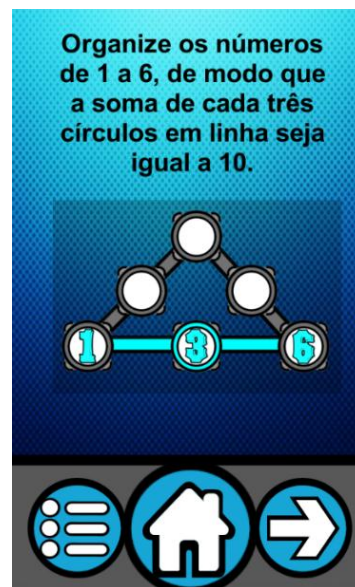 Organize os números
de 1 a 6, de modo que
a soma de cada três
círculos em linha seja
igual a 10.
1 3 6